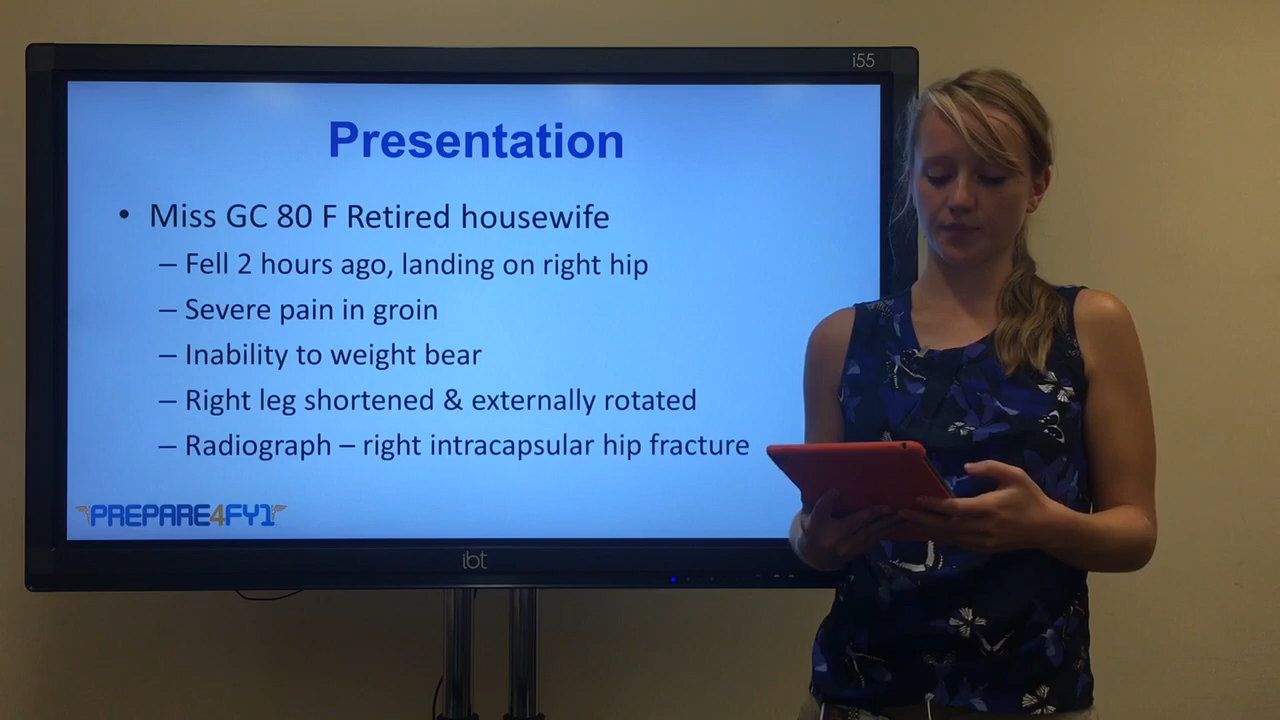 i55
Presentation
• Miss GC 80 F Retired housewife
– Fell 2 hours ago, landing on right hip
– Severe pain in groin
– Inability to weight bear
– Right leg shortened & externally rotated
– Radiograph – right intracapsular hip fracture
PREPARE4FY1
ibt